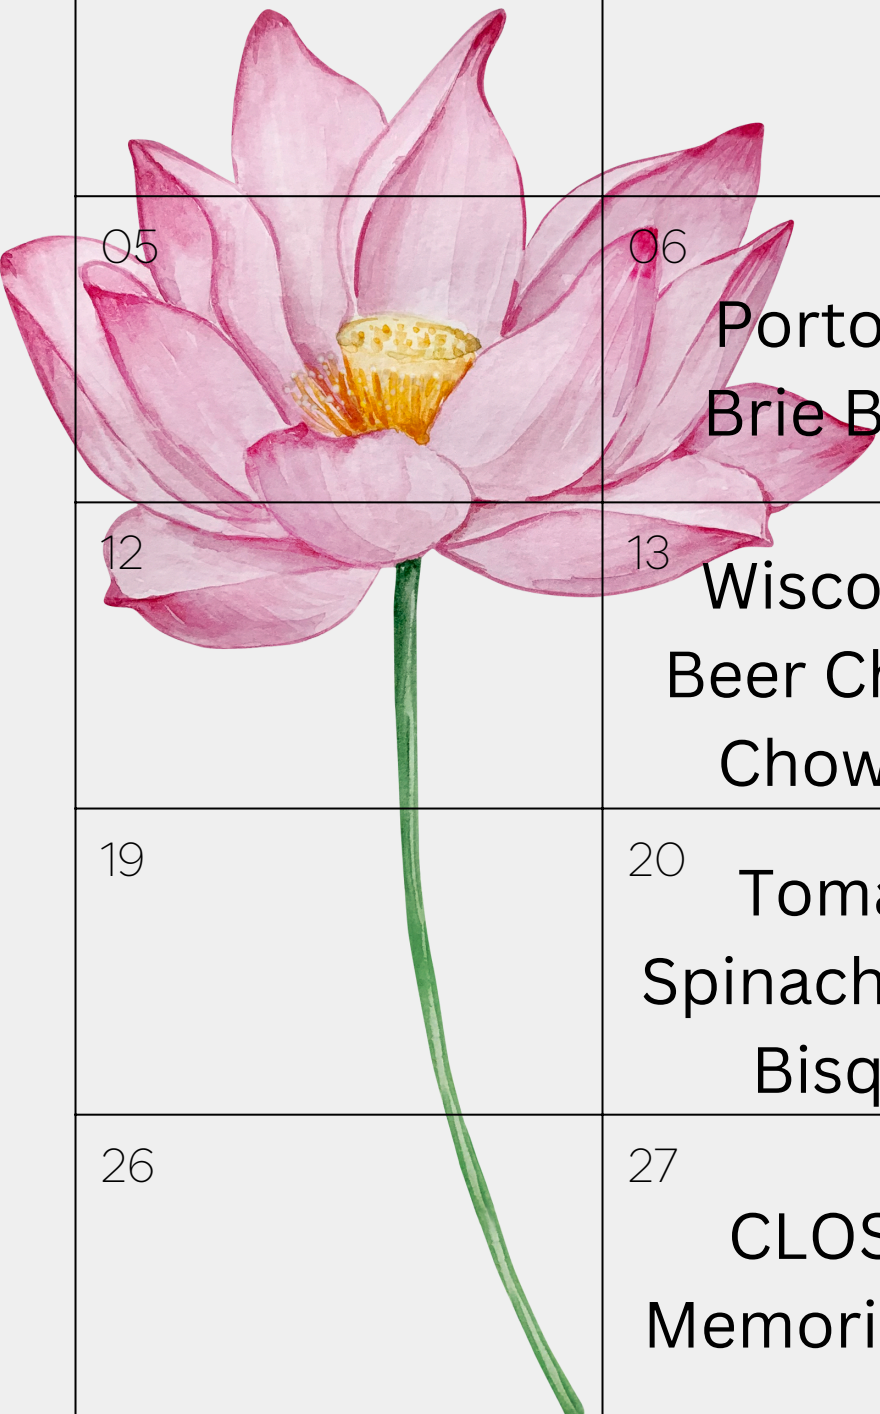 05
06
Porto
Brie B
12
13
Wisco
Beer Ch
Chow
19
20
Toma
Spinach
Bisq
26
27
CLOS
Memori